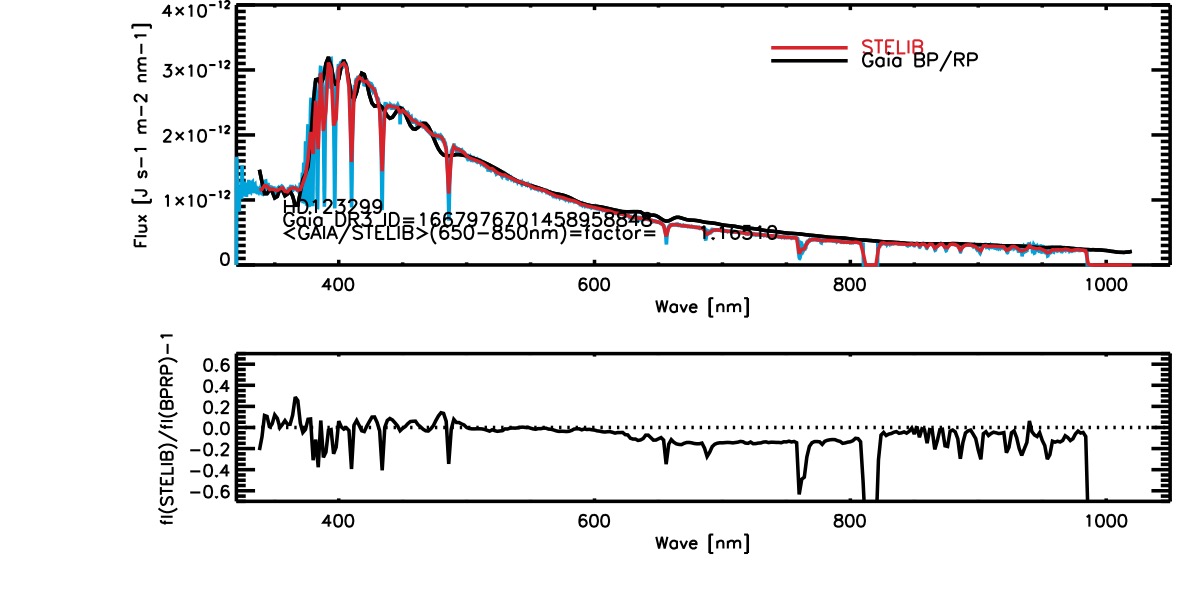 4×10−12
3×10−12
2×10−12
1×10−12
0
Flux [J s−1 m−2 nm−1]
STELIB
Gaia BP/RP
HD123299
Gaia DR3 ID=1667976701458958848
<GAIA/STELIB>(650−850nm)=factor= 1.16510
400 600 800 1000
Wave [nm]
0.6
0.4
0.2
0.0
−0.2
−0.4
−0.6
fl(STELIB)/fl(BPRP)−1
400 600 800 1000
Wave [nm]